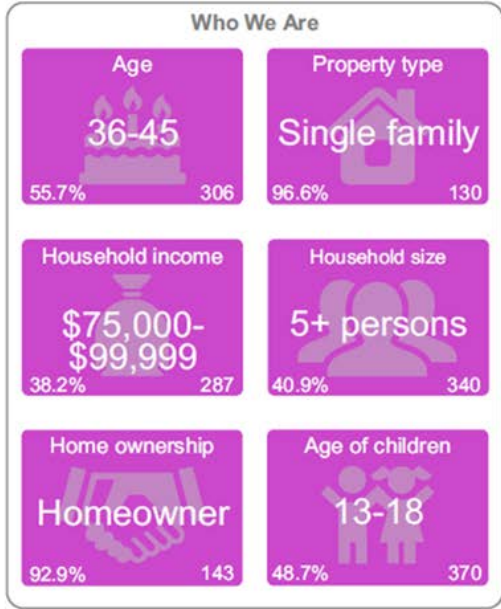 Who We Are
Age
36-45
55.7% 306
Property type
Single family
96.6% 130
Household income
$75,000-
$99,999
38.2% 287
Household size
5+ persons
40.9% 340
Home ownership
Homeowner
92.9% 143
Age of children
13-18
48.7% 370